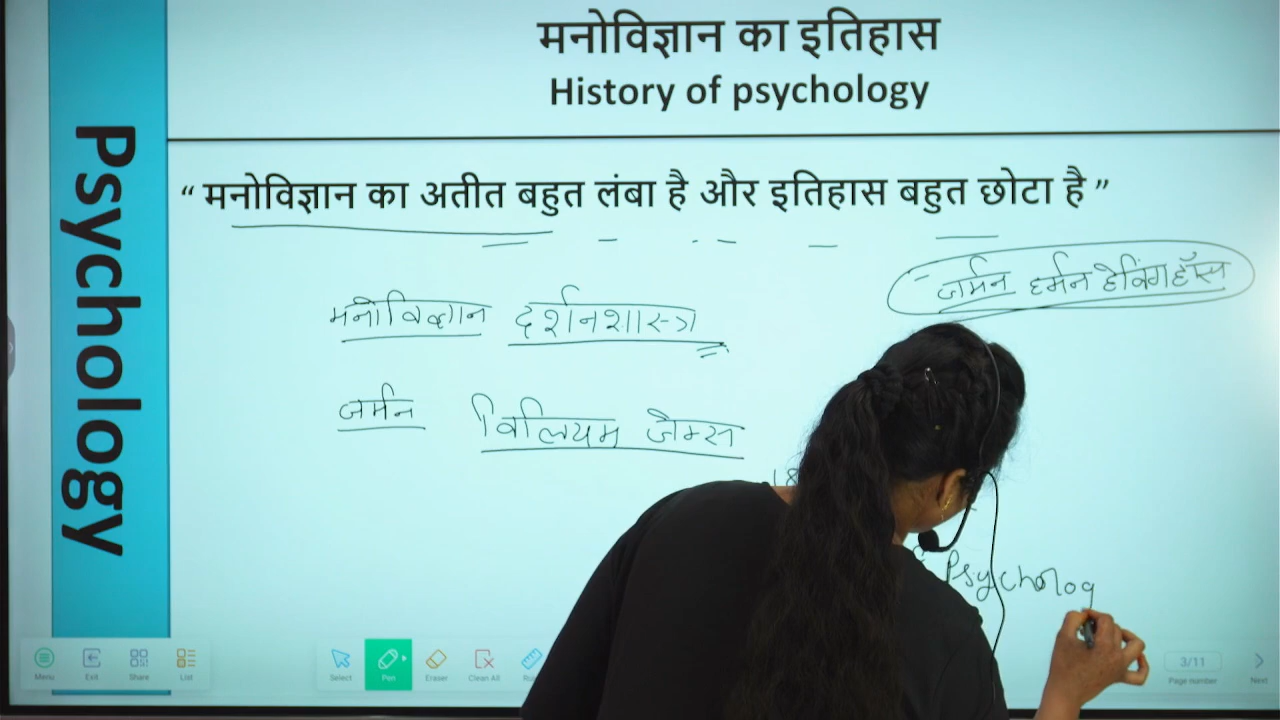 मनोविज्ञान का इतिहास
History of psychology
Psychology
“ मनोविज्ञान का अतीत बहुत लंबा है और इतिहास बहुत छोटा है ”
जर्मन हर्मन हेविंगहॉस
मनोविज्ञान दर्शनशास्त्र
जर्मन विलियम जेम्स
18
Psycholog
Menu Exit Share List Select Pen Eraser Clean All
3/11
Page number Next